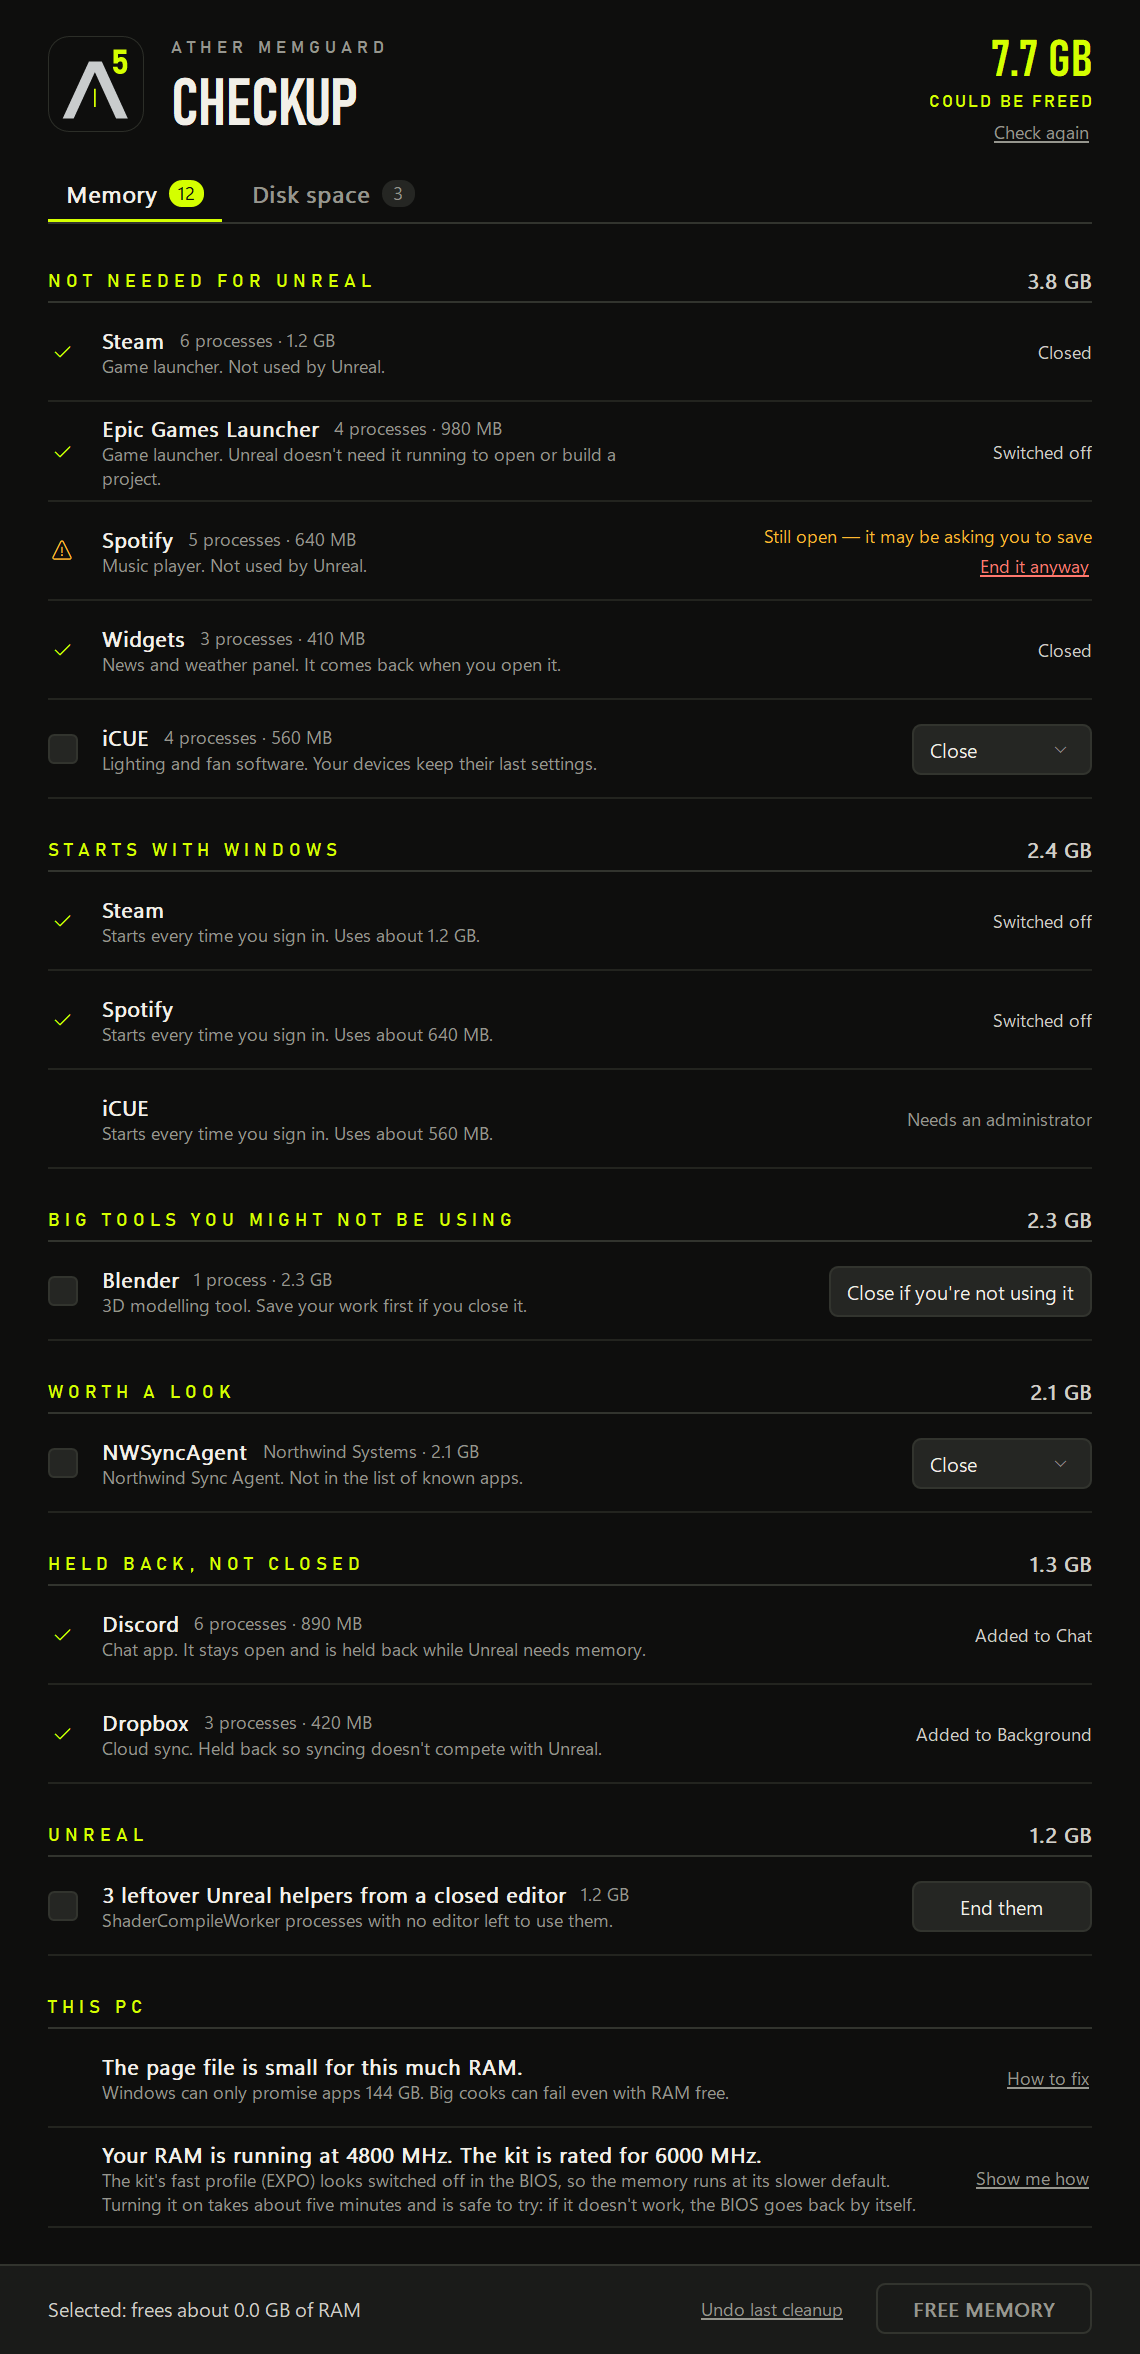 5
ATHER MEMGUARD
CHECKUP
7.7 GB
COULD BE FREED
Check again
Memory 12
Disk space 3
NOT NEEDED FOR UNREAL 3.8 GB
Steam 6 processes · 1.2 GB
Game launcher. Not used by Unreal.
Closed
Epic Games Launcher 4 processes · 980 MB
Game launcher. Unreal doesn't need it running to open or build a
project.
Switched off
Spotify 5 processes · 640 MB
Music player. Not used by Unreal.
Still open — it may be asking you to save
End it anyway
Widgets 3 processes · 410 MB
News and weather panel. It comes back when you open it.
Closed
iCUE 4 processes · 560 MB
Lighting and fan software. Your devices keep their last settings.
Close
STARTS WITH WINDOWS 2.4 GB
Steam
Starts every time you sign in. Uses about 1.2 GB.
Switched off
Spotify
Starts every time you sign in. Uses about 640 MB.
Switched off
iCUE
Starts every time you sign in. Uses about 560 MB.
Needs an administrator
BIG TOOLS YOU MIGHT NOT BE USING 2.3 GB
Blender 1 process · 2.3 GB
3D modelling tool. Save your work first if you close it.
Close if you're not using it
WORTH A LOOK 2.1 GB
NWSyncAgent Northwind Systems · 2.1 GB
Northwind Sync Agent. Not in the list of known apps.
Close
HELD BACK, NOT CLOSED 1.3 GB
Discord 6 processes · 890 MB
Chat app. It stays open and is held back while Unreal needs memory.
Added to Chat
Dropbox 3 processes · 420 MB
Cloud sync. Held back so syncing doesn't compete with Unreal.
Added to Background
UNREAL 1.2 GB
3 leftover Unreal helpers from a closed editor 1.2 GB
ShaderCompileWorker processes with no editor left to use them.
End them
THIS PC
The page file is small for this much RAM.
Windows can only promise apps 144 GB. Big cooks can fail even with RAM free.
How to fix
Your RAM is running at 4800 MHz. The kit is rated for 6000 MHz.
The kit's fast profile (EXPO) looks switched off in the BIOS, so the memory runs at its slower default.
Turning it on takes about five minutes and is safe to try: if it doesn't work, the BIOS goes back by itself.
Show me how
Selected: frees about 0.0 GB of RAM
Undo last cleanup
FREE MEMORY